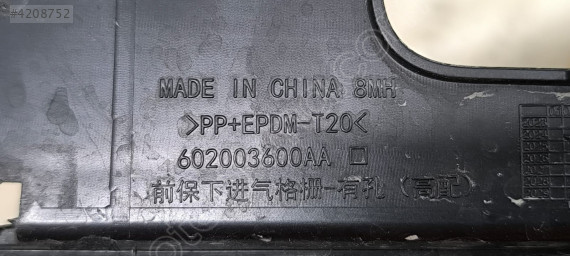 #4208752
MADE IN CHINA 8MH
>PP+EPDM-T20<
602003600AA
前保下进气格栅-有孔（高配）